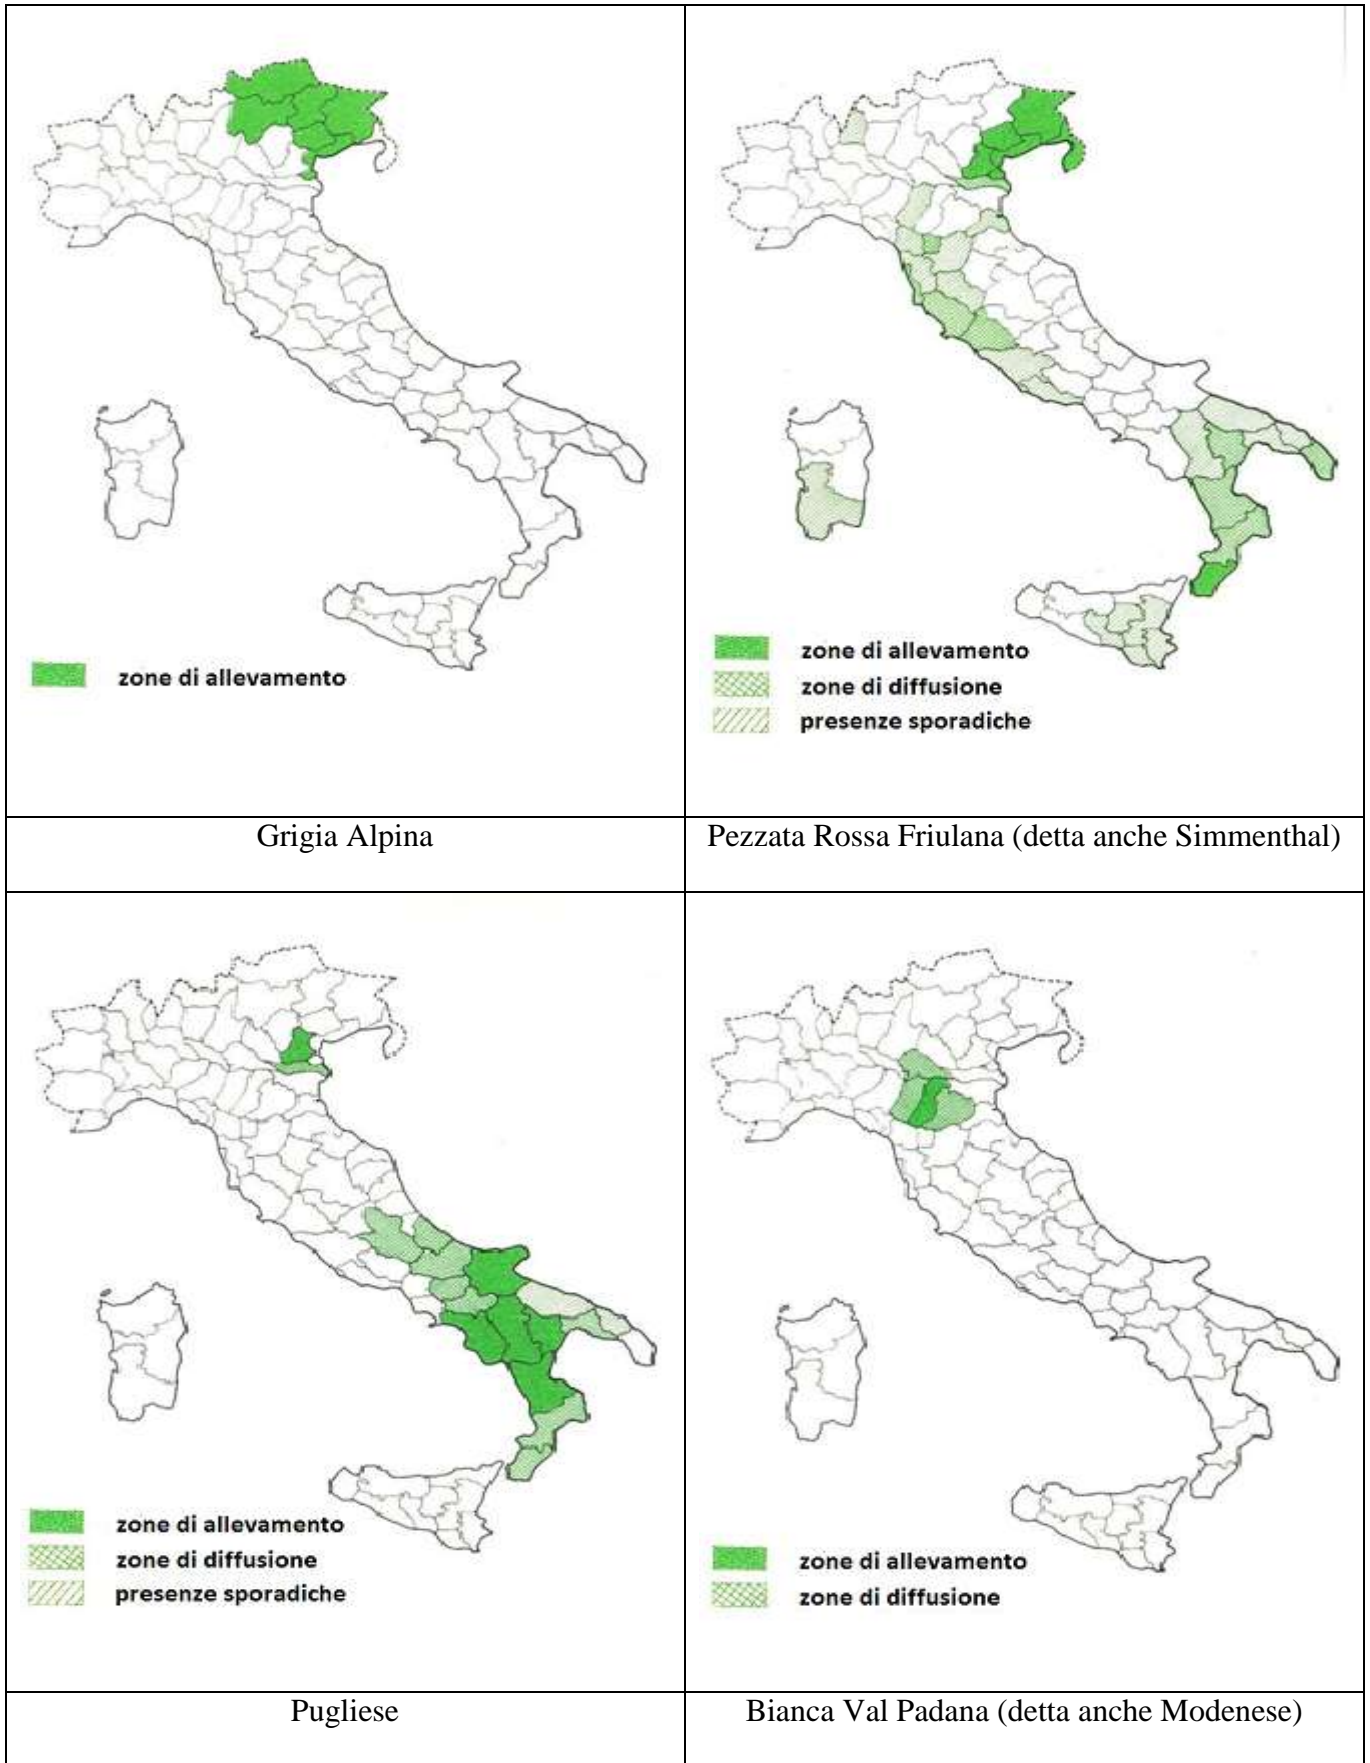 zone di allevamento
zone di allevamento
zone di diffusione
presenze sporadiche
Grigia Alpina
Pezzata Rossa Friulana (detta anche Simmenthal)
zone di allevamento
zone di diffusione
presenze sporadiche
zone di allevamento
zone di diffusione
Pugliese
Bianca Val Padana (detta anche Modenese)